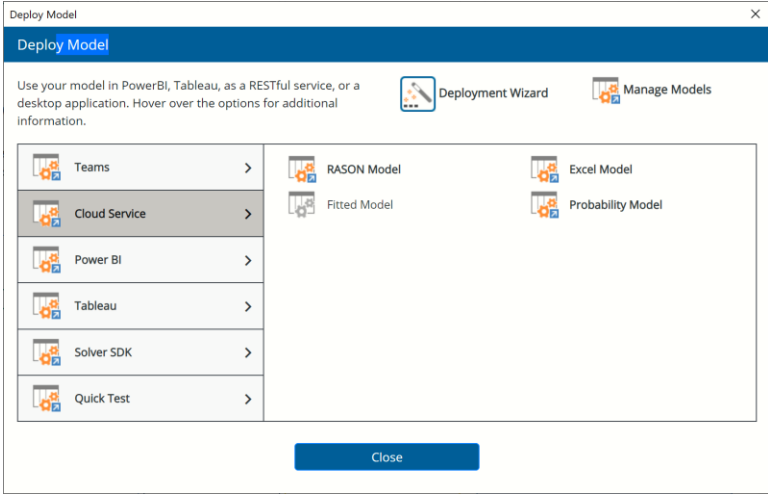 Deploy Model
Deploy Model
Use your model in PowerBI, Tableau, as a RESTful service, or a
desktop application. Hover over the options for additional
information.
Deployment Wizard
Manage Models
Teams
Cloud Service
Power BI
Tableau
Solver SDK
Quick Test
RASON Model
Excel Model
Fitted Model
Probability Model
Close